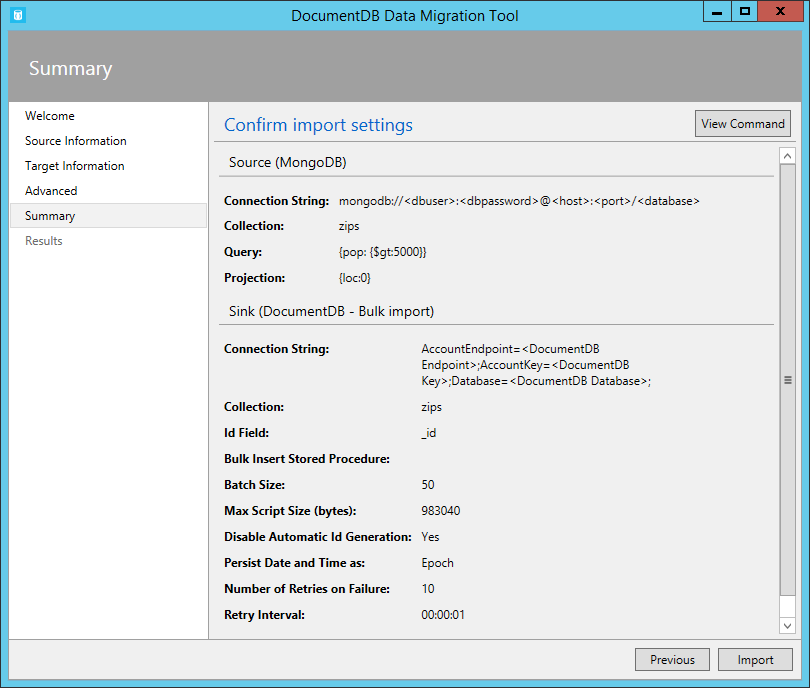 DocumentDB Data Migration Tool
Summary
Welcome
Source Information
Target Information
Advanced
Summary
Results
Confirm import settings
View Command
Source (MongoDB)
Connection String: mongodb://<dbuser>:<dbpassword>@<host>:<port>/<database>
Collection: zips
Query: {pop: {$gt:5000}}
Projection: {loc:0}
Sink (DocumentDB - Bulk import)
Connection String: AccountEndpoint=<DocumentDB
Endpoint>;AccountKey=<DocumentDB
Key>;Database=<DocumentDB Database>;
Collection: zips
Id Field: _id
Bulk Insert Stored Procedure:
Batch Size: 50
Max Script Size (bytes): 983040
Disable Automatic Id Generation: Yes
Persist Date and Time as: Epoch
Number of Retries on Failure: 10
Retry Interval: 00:00:01
Previous
Import